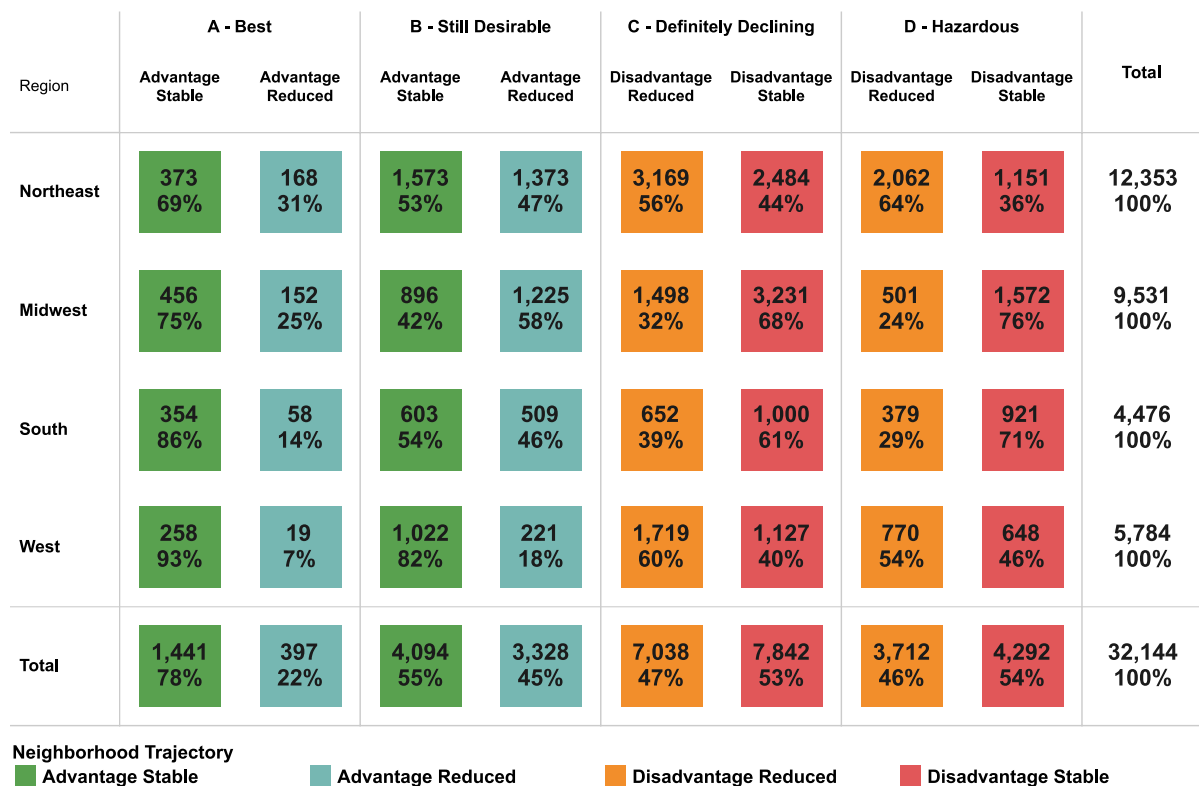 A - Best B - Still Desirable C - Definitely Declining D - Hazardous
Region Advantage Stable Advantage Reduced Advantage Stable Advantage Reduced Disadvantage Reduced Disadvantage Stable Disadvantage Reduced Disadvantage Stable Total
Northeast
373 168 1,573 1,373 3,169 2,484 2,062 1,151 12,353
69% 31% 53% 47% 56% 44% 64% 36% 100%
Midwest
456 152 896 1,225 1,498 3,231 501 1,572 9,531
75% 25% 42% 58% 32% 68% 24% 76% 100%
South
354 58 603 509 652 1,000 379 921 4,476
86% 14% 54% 46% 39% 61% 29% 71% 100%
West
258 19 1,022 221 1,719 1,127 770 648 5,784
93% 7% 82% 18% 60% 40% 54% 46% 100%
Total
1,441 397 4,094 3,328 7,038 7,842 3,712 4,292 32,144
78% 22% 55% 45% 47% 53% 46% 54% 100%
Neighborhood Trajectory
Advantage Stable Advantage Reduced Disadvantage Reduced Disadvantage Stable